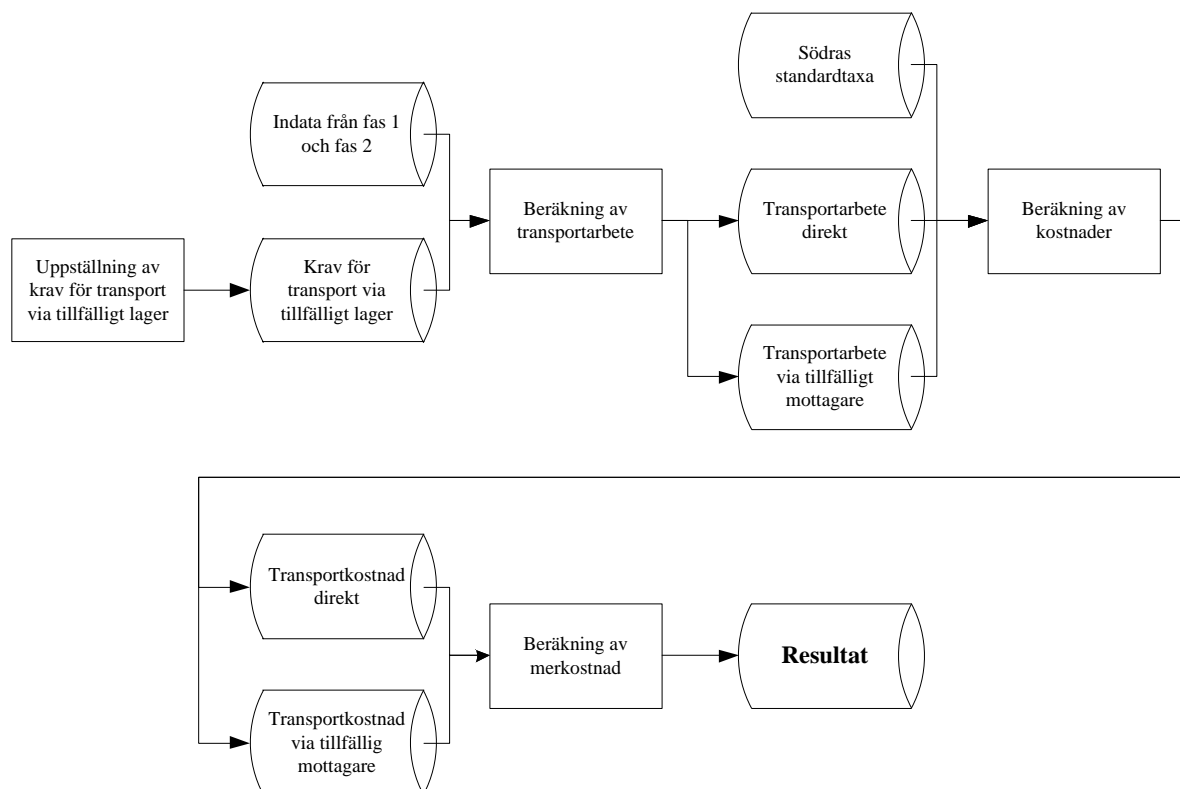 Södras
standardtaxa
Indata från fas 1
och fas 2
Beräkning av
transportarbete
Transportarbete
direkt
Beräkning av
kostnader
Uppställning av
krav för transport
via tillfälligt lager
Krav för
transport via
tillfälligt lager
Transportarbete
via tillfälligt
mottagare
Transportkostnad
direkt
Beräkning av
merkostnad
Resultat
Transportkostnad
via tillfällig
mottagare